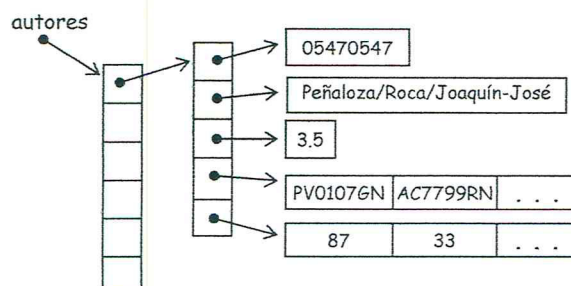 autores
05470547
Peñaloza/Roca/Joaquín-José
3.5
PV0107GN AC7799RN . . .
87 33 . . .